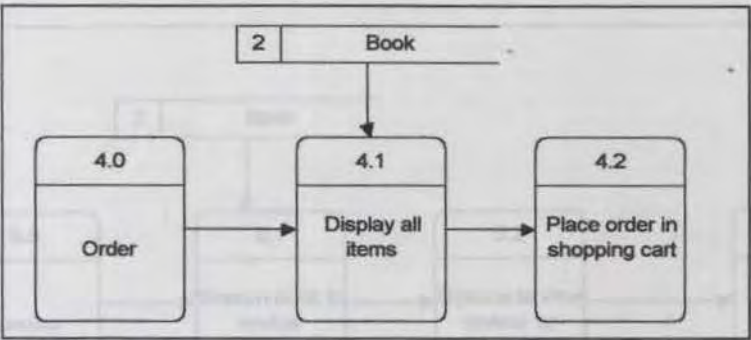 2 Book
4.0
Order
4.1
Display all
items
4.2
Place order in
shopping cart